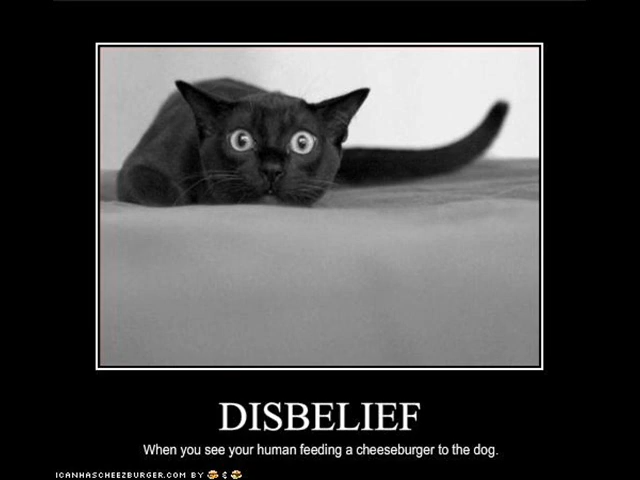 DISBELIEF
When you see your human feeding a cheeseburger to the dog.
ICANHASCHEEZBURGER.COM BY &